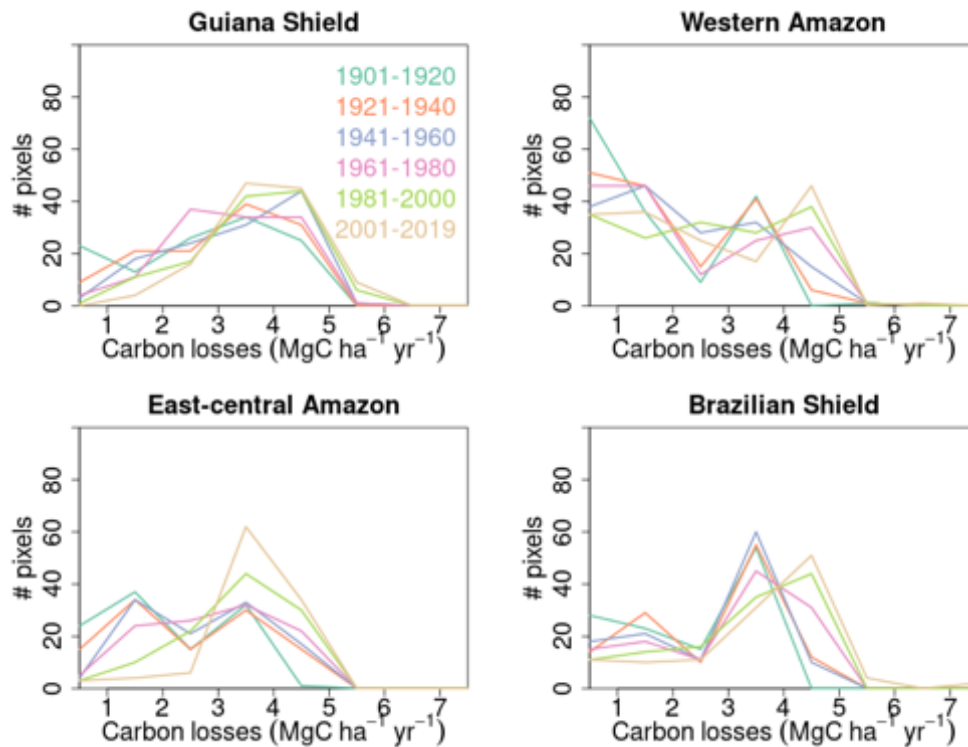 Guiana Shield
# pixels
0 20 40 60 80
1901-1920
1921-1940
1941-1960
1961-1980
1981-2000
2001-2019
1 2 3 4 5 6 7
Carbon losses (MgC ha⁻¹ yr⁻¹)
Western Amazon
# pixels
0 20 40 60 80
1 2 3 4 5 6 7
Carbon losses (MgC ha⁻¹ yr⁻¹)
East-central Amazon
# pixels
0 20 40 60 80
1 2 3 4 5 6 7
Carbon losses (MgC ha⁻¹ yr⁻¹)
Brazilian Shield
# pixels
0 20 40 60 80
1 2 3 4 5 6 7
Carbon losses (MgC ha⁻¹ yr⁻¹)